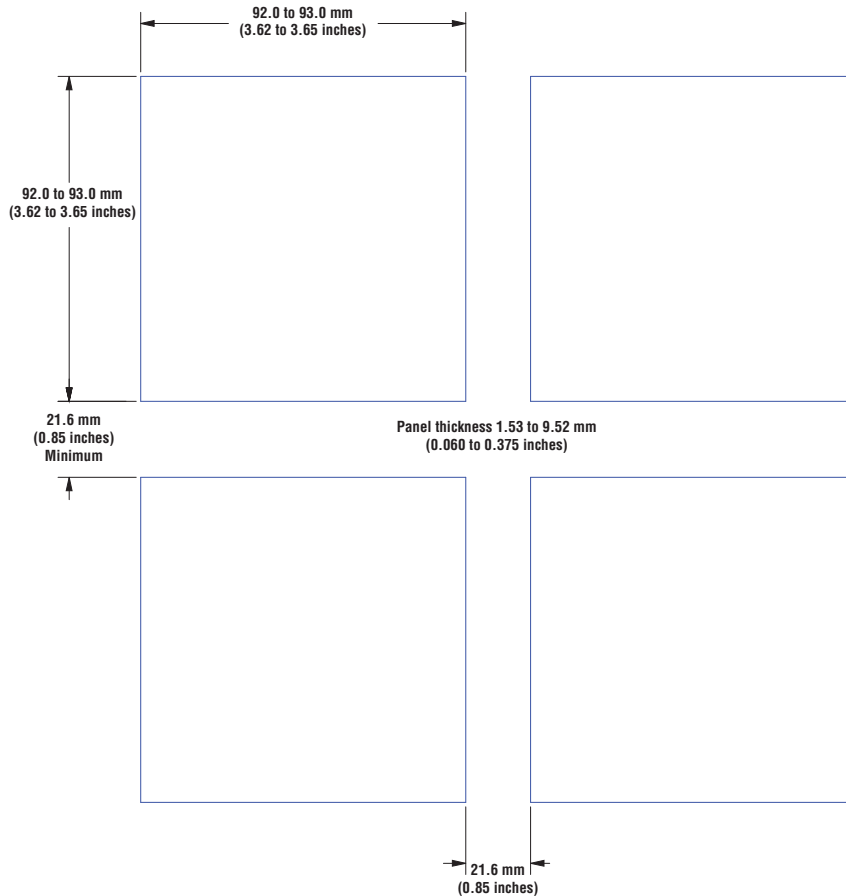 92.0 to 93.0 mm
(3.62 to 3.65 inches)
92.0 to 93.0 mm
(3.62 to 3.65 inches)
21.6 mm
(0.85 inches)
Minimum
Panel thickness 1.53 to 9.52 mm
(0.060 to 0.375 inches)
21.6 mm
(0.85 inches)